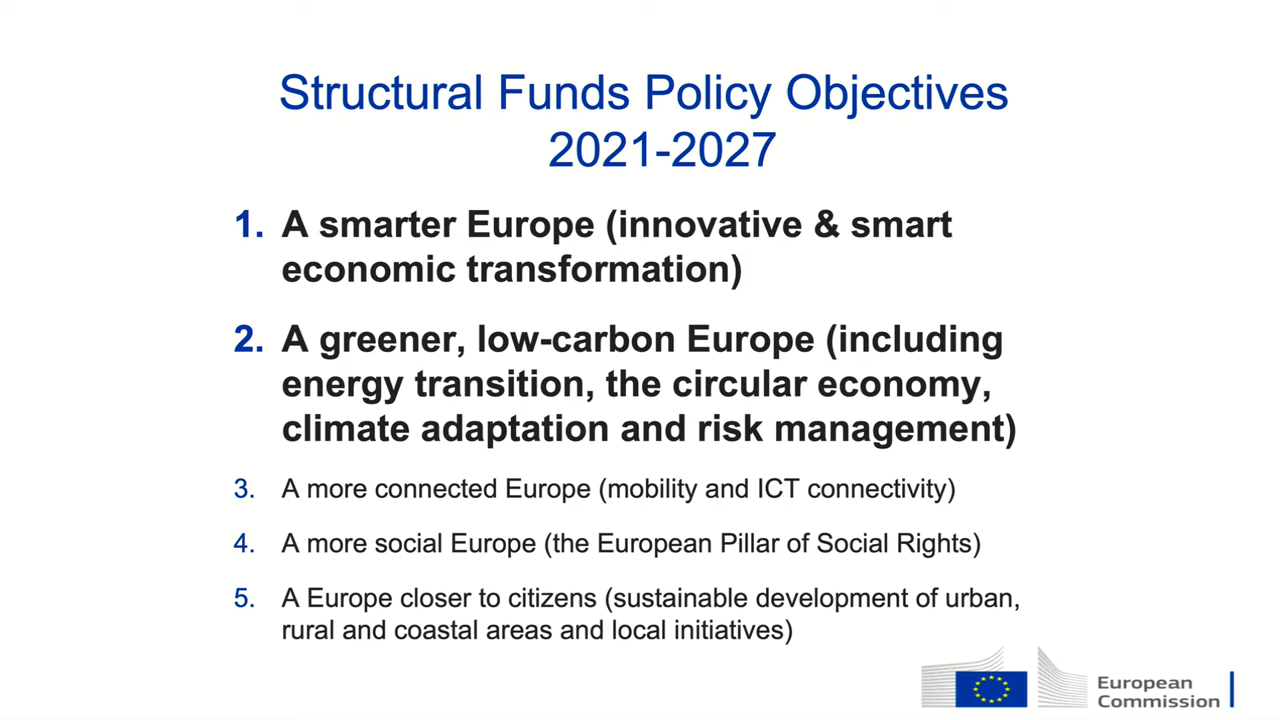 Structural Funds Policy Objectives
2021-2027
1. A smarter Europe (innovative & smart
economic transformation)
2. A greener, low-carbon Europe (including
energy transition, the circular economy,
climate adaptation and risk management)
3. A more connected Europe (mobility and ICT connectivity)
4. A more social Europe (the European Pillar of Social Rights)
5. A Europe closer to citizens (sustainable development of urban,
rural and coastal areas and local initiatives)
European
Commission